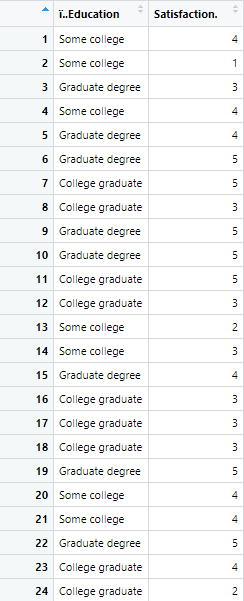 ï..Education Satisfaction.
1 Some college 4
2 Some college 1
3 Graduate degree 3
4 Some college 4
5 Graduate degree 4
6 Graduate degree 5
7 College graduate 5
8 College graduate 3
9 Graduate degree 5
10 Graduate degree 5
11 College graduate 5
12 College graduate 3
13 Some college 2
14 Some college 3
15 Graduate degree 4
16 College graduate 3
17 College graduate 3
18 College graduate 3
19 Graduate degree 5
20 Some college 4
21 Some college 4
22 Graduate degree 5
23 College graduate 4
24 College graduate 2